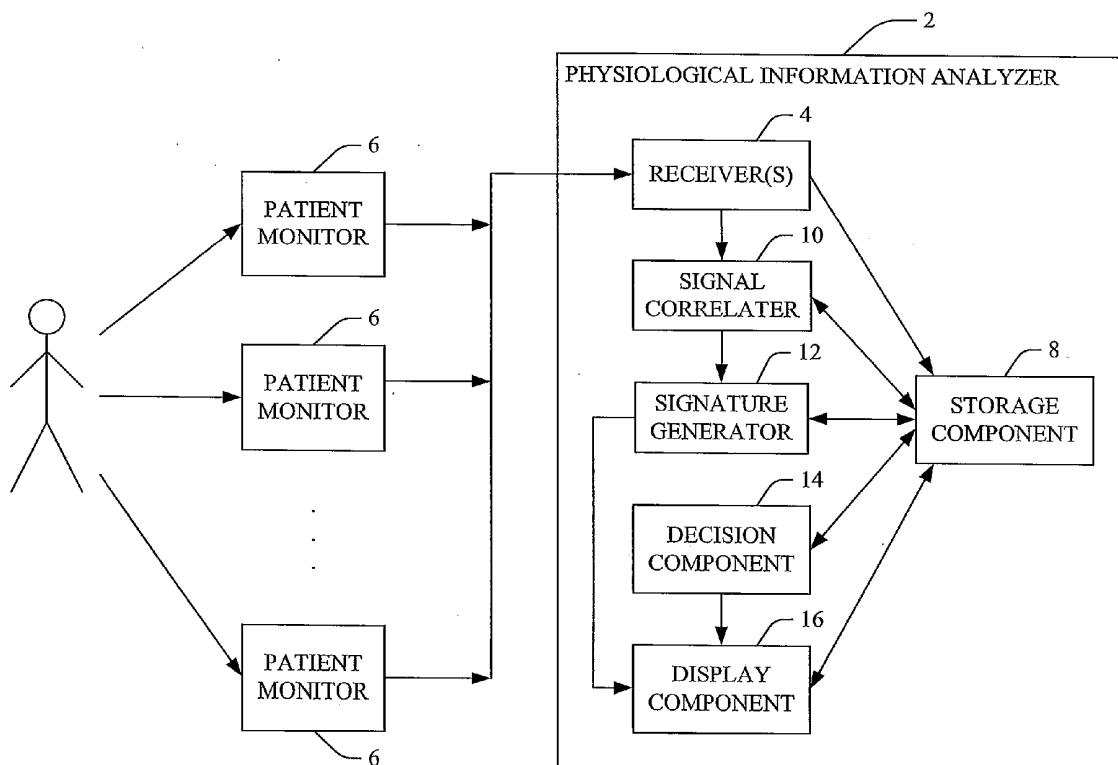 2
PHYSIOLOGICAL INFORMATION ANALYZER
4
RECEIVER(S)
6
PATIENT
MONITOR
10
SIGNAL
CORRELATER
6
PATIENT
MONITOR
12
SIGNATURE
GENERATOR
8
STORAGE
COMPONENT
14
DECISION
COMPONENT
16
DISPLAY
COMPONENT
PATIENT
MONITOR
6